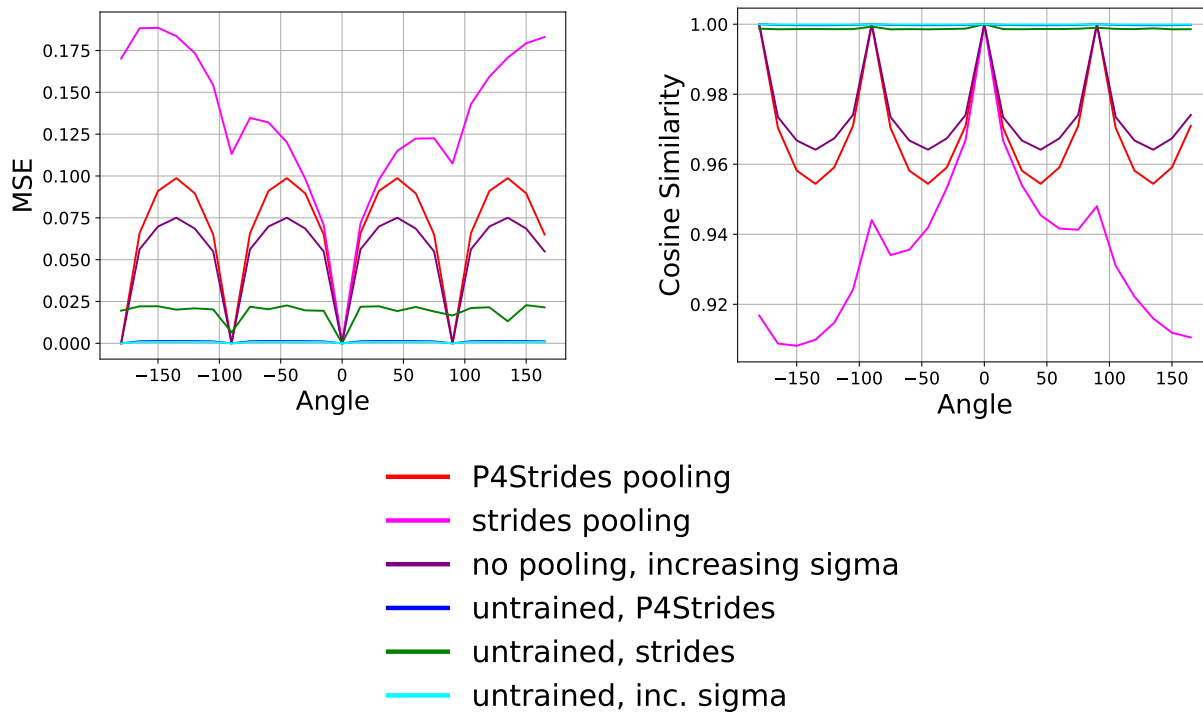 MSE
0.175
0.150
0.125
0.100
0.075
0.050
0.025
0.000
−150
−100
−50
0
50
100
150
Angle
Cosine Similarity
1.00
0.98
0.96
0.94
0.92
−150
−100
−50
0
50
100
150
Angle
P4Strides pooling
strides pooling
no pooling, increasing sigma
untrained, P4Strides
untrained, strides
untrained, inc. sigma